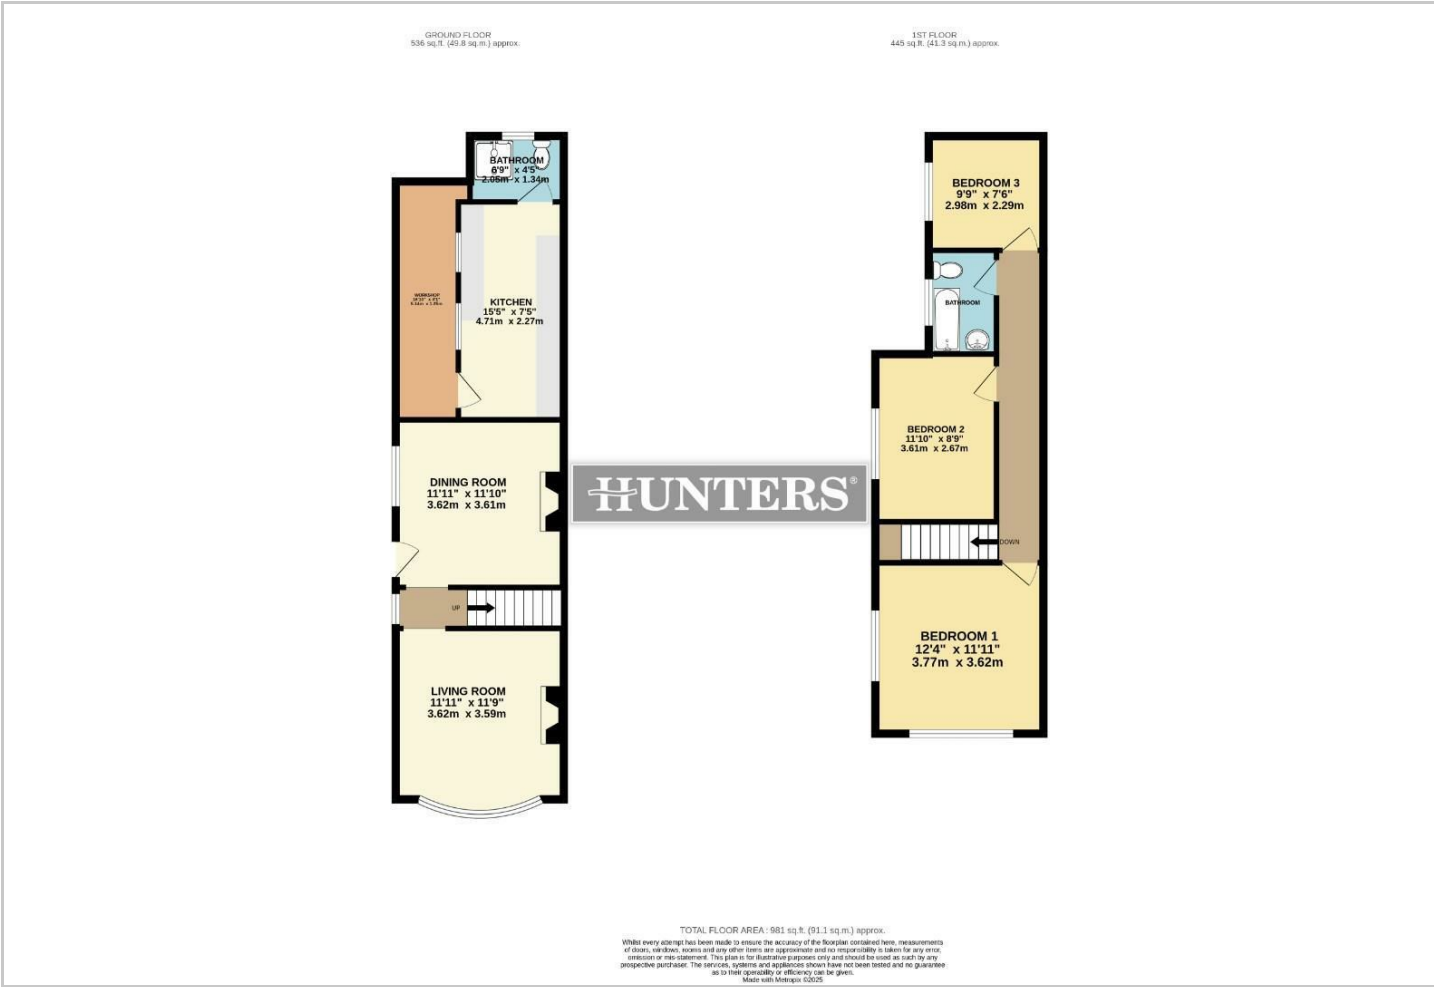 GROUND FLOOR
536 sq.ft. (49.8 sq.m.) approx.
1ST FLOOR
445 sq.ft. (41.3 sq.m.) approx.
BATHROOM
6'9" x 4'5"
2.05m x 1.34m
WORKSHOP
KITCHEN
15'5" x 7'5"
4.71m x 2.27m
DINING ROOM
11'11" x 11'10"
3.62m x 3.61m
UP
LIVING ROOM
11'11" x 11'9"
3.62m x 3.59m
HUNTERS®
BEDROOM 3
9'9" x 7'6"
2.98m x 2.29m
BATHROOM
BEDROOM 2
11'10" x 8'9"
3.61m x 2.67m
DOWN
BEDROOM 1
12'4" x 11'11"
3.77m x 3.62m
TOTAL FLOOR AREA : 981 sq.ft. (91.1 sq.m.) approx.
Whilst every attempt has been made to ensure the accuracy of the floorplan contained here, measurements
of doors, windows, rooms and any other items are approximate and no responsibility is taken for any error,
omission or mis-statement. This plan is for illustrative purposes only and should be used as such by any
prospective purchaser. The services, systems and appliances shown have not been tested and no guarantee
as to their operability or efficiency can be given.
Made with Metropix ©2025